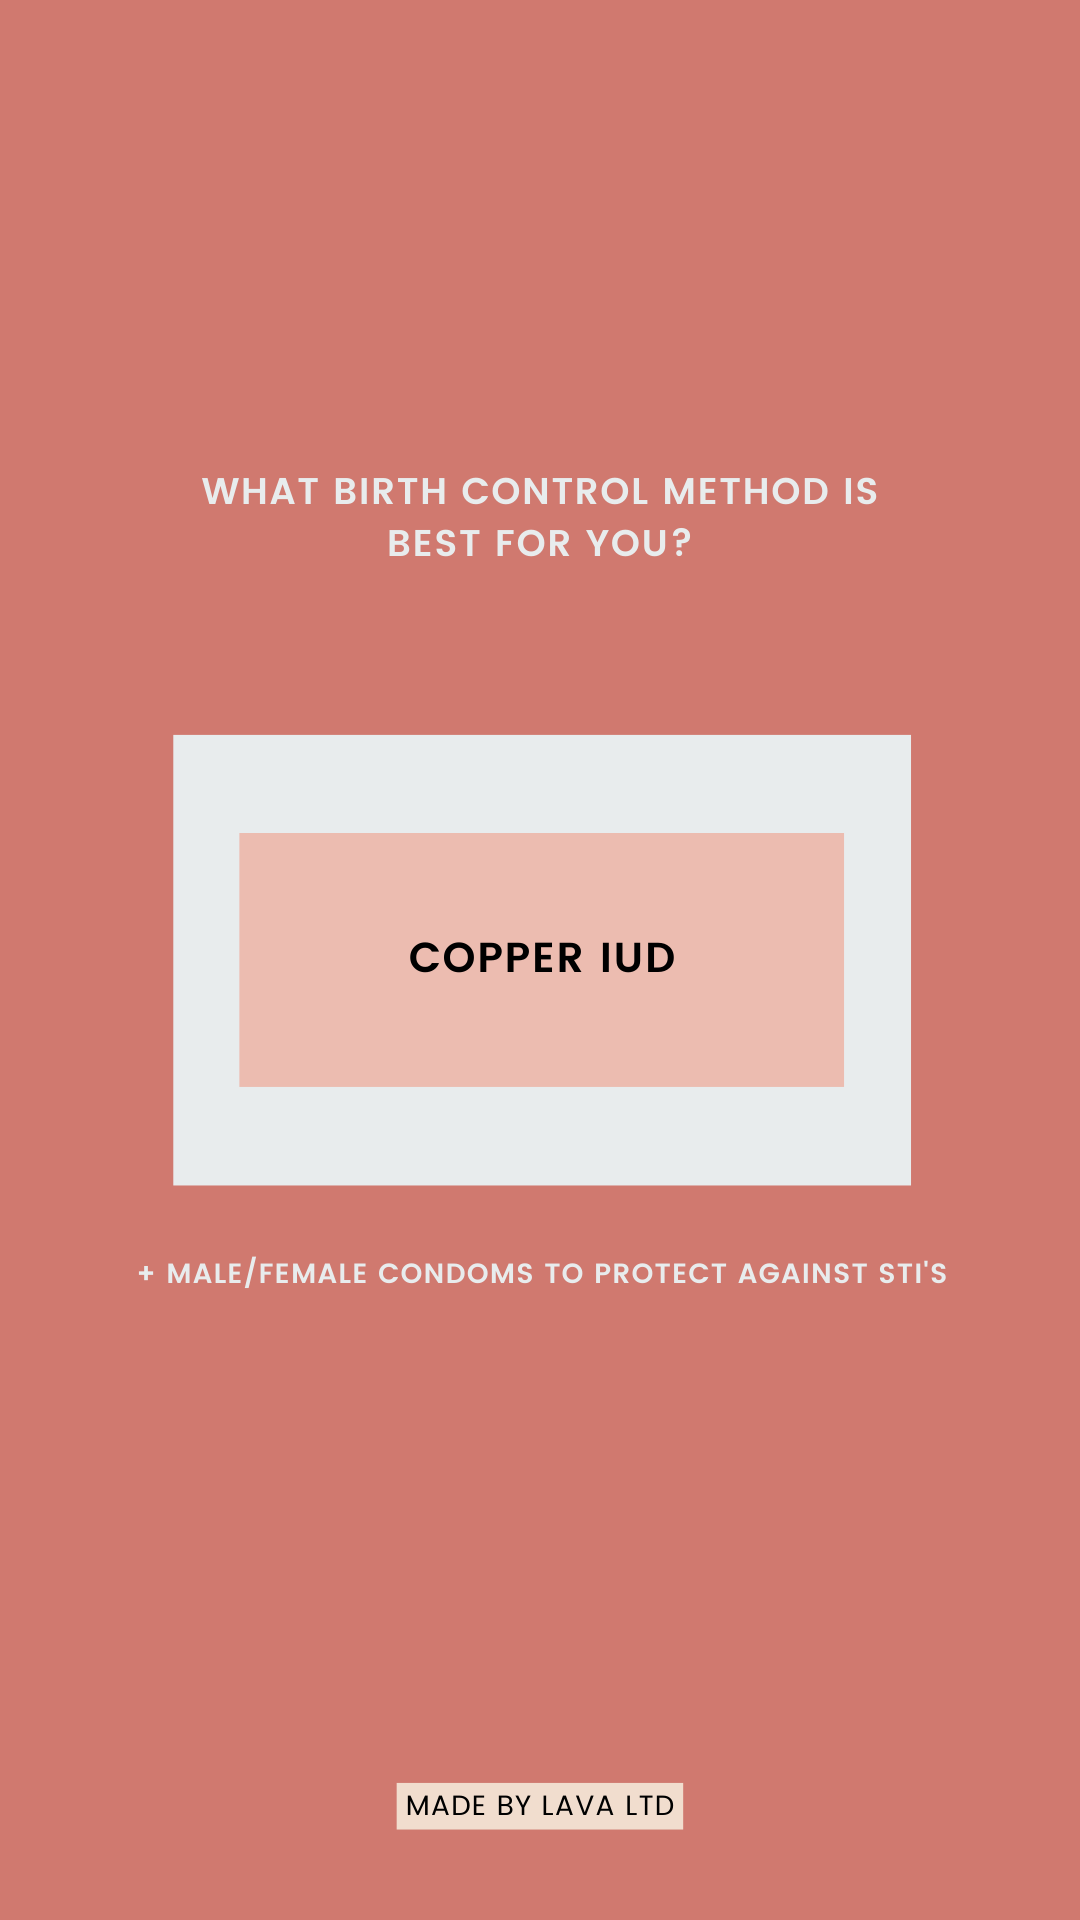 WHAT BIRTH CONTROL METHOD IS
BEST FOR YOU?
COPPER IUD
+ MALE/FEMALE CONDOMS TO PROTECT AGAINST STI'S
MADE BY LAVA LTD